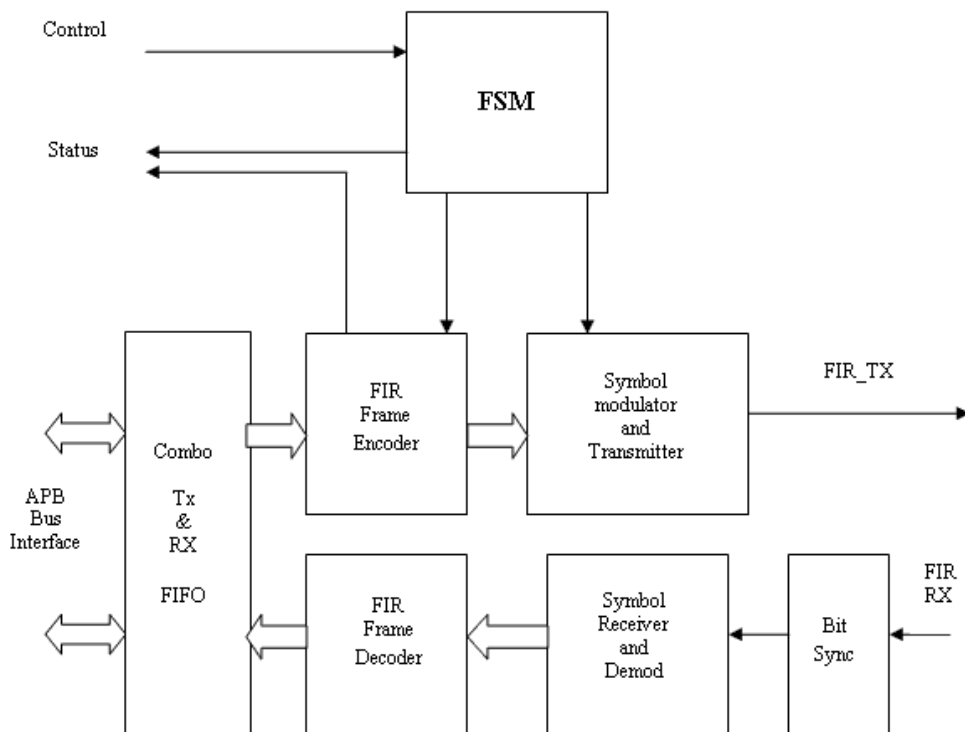 Control
FSM
Status
FIR
Frame
Encoder
Symbol
modulator
and
Transmitter
FIR_TX
APB
Bus
Interface
Combo
Tx
&
RX
FIFO
FIR
Frame
Decoder
Symbol
Receiver
and
Demod
Bit
Sync
FIR
RX